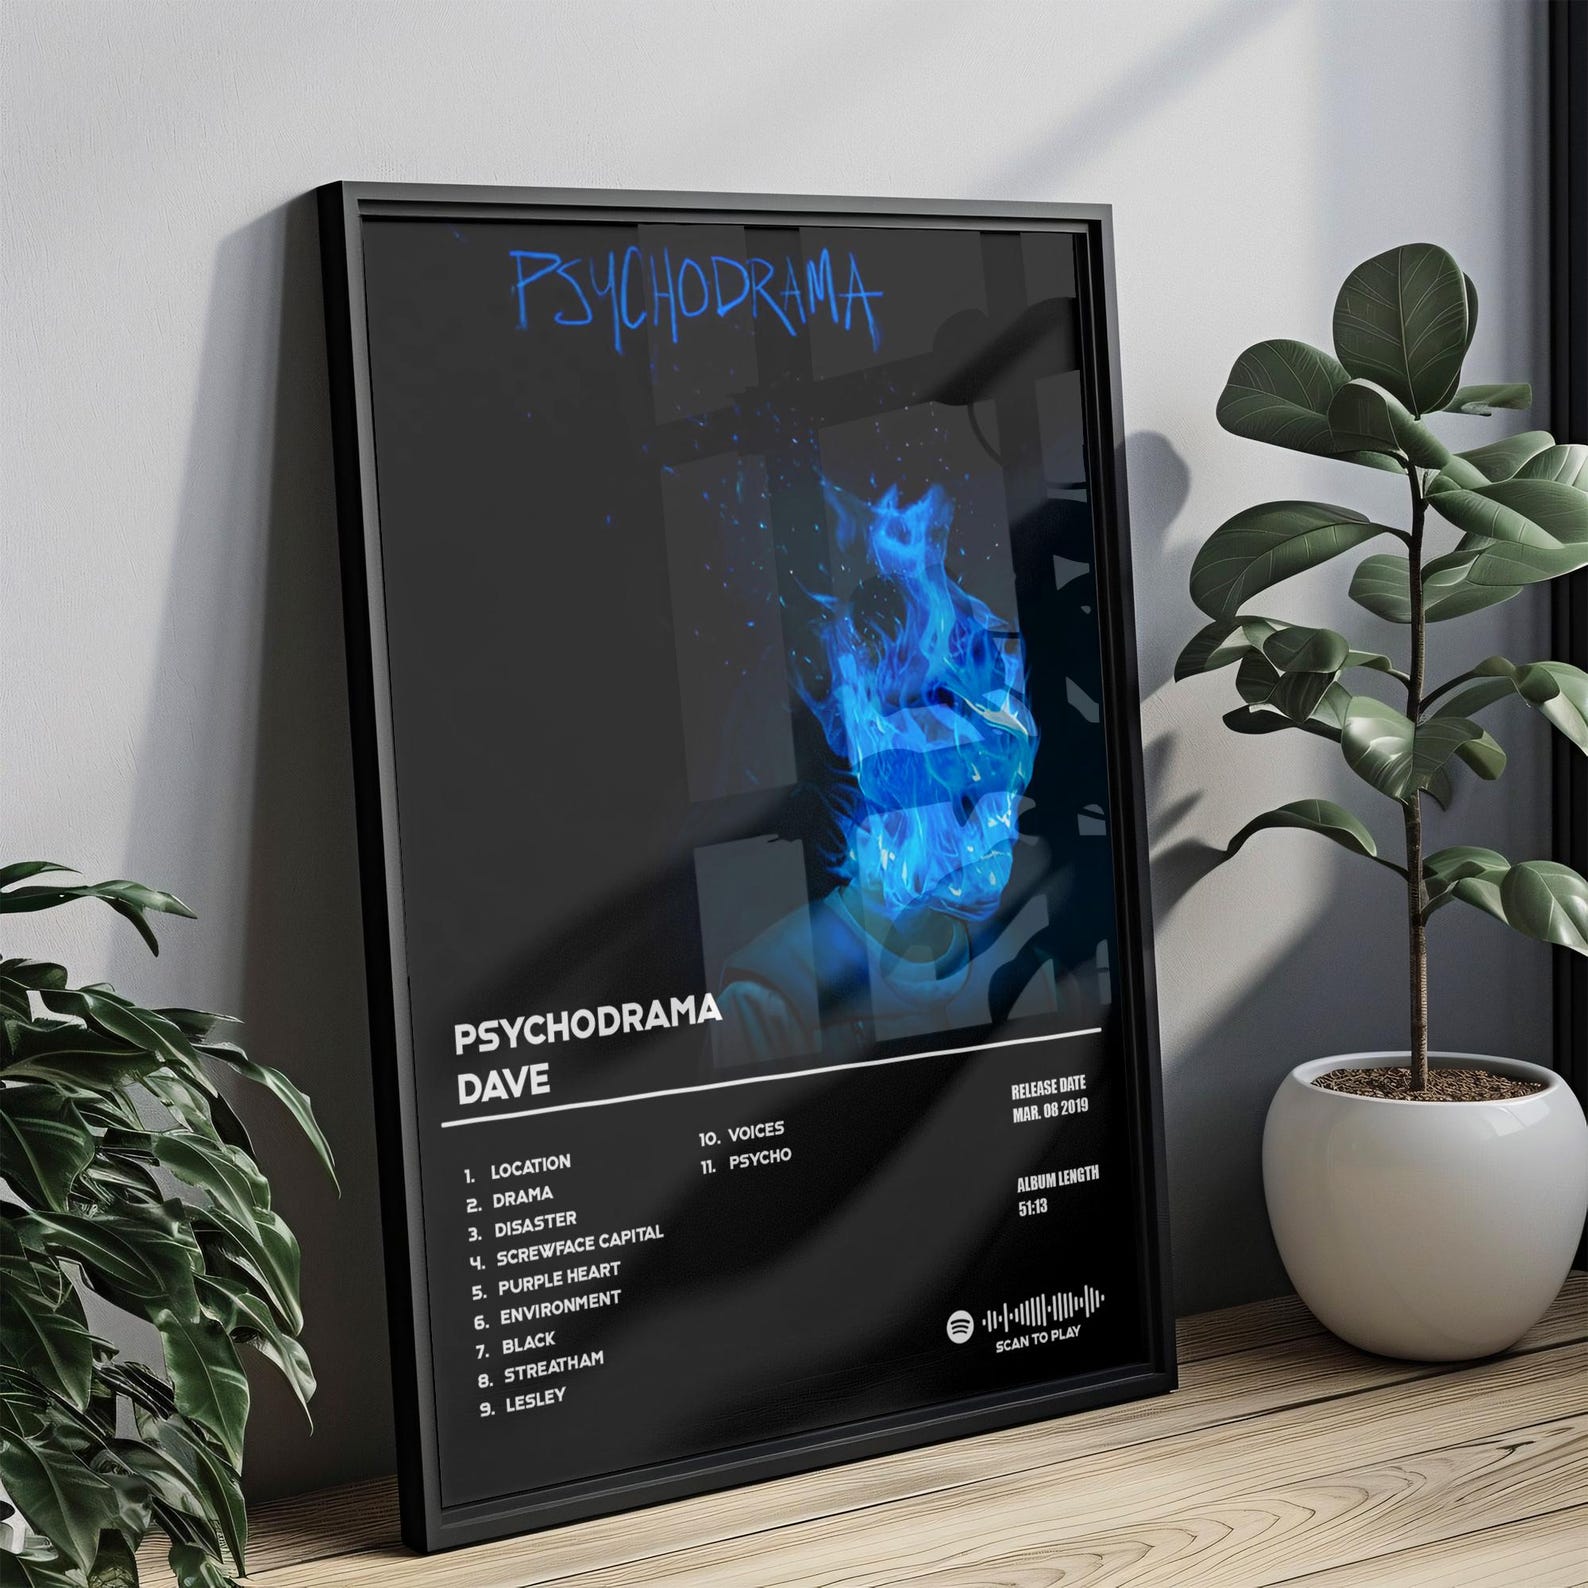 PSYCHODRAMA
PSYCHODRAMA
DAVE
RELEASE DATE
MAR. 08 2019
ALBUM LENGTH
51:13
1. LOCATION
2. DRAMA
3. DISASTER
4. SCREWFACE CAPITAL
5. PURPLE HEART
6. ENVIRONMENT
7. BLACK
8. STREATHAM
9. LESLEY
10. VOICES
11. PSYCHO
SCAN TO PLAY